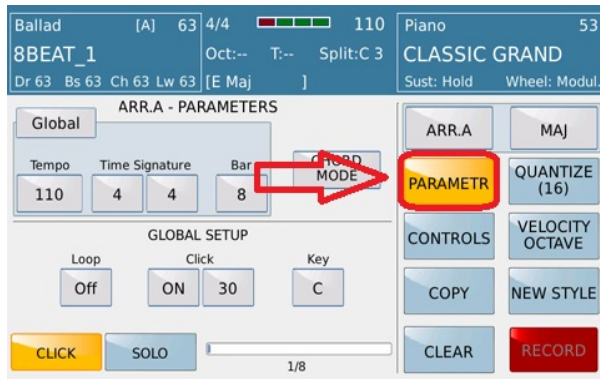 Ballad [A] 63 4/4 110 Piano 53
8BEAT_1 Oct:-- T:-- Split:C 3 CLASSIC GRAND
Dr 63 Bs 63 Ch 63 Lw 63 [E Maj ] Sust: Hold Wheel: Modul.
ARR.A - PARAMETERS
Global
Tempo Time Signature Bar
110 4 4 8
CHORD
MODE
GLOBAL SETUP
Loop Click Key
Off ON 30 C
CLICK SOLO 1/8
ARR.A MAJ
PARAMETR QUANTIZE
(16)
CONTROLS VELOCITY
OCTAVE
COPY NEW STYLE
CLEAR RECORD